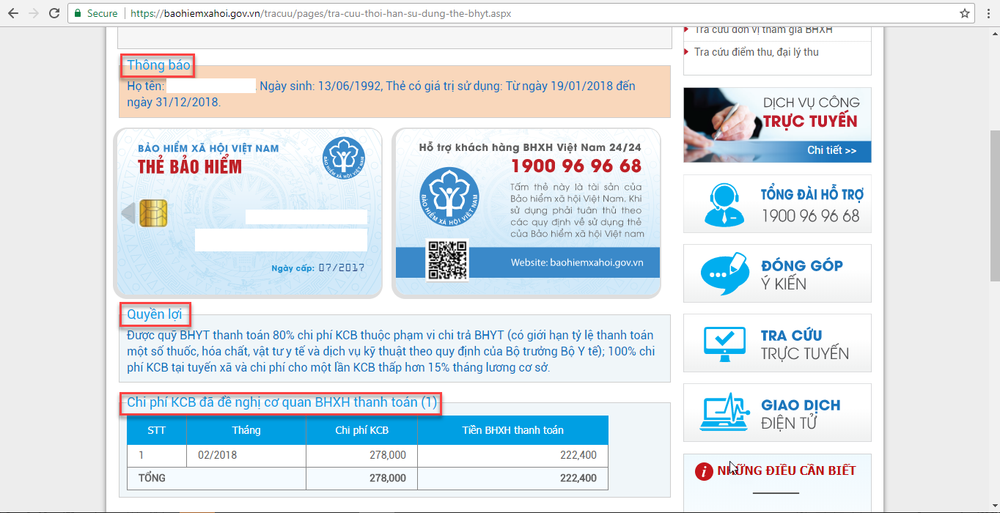 Secure
https://baohiemxahoi.gov.vn/tracuu/pages/tra-cuu-thoi-han-su-dung-the-bhyt.aspx
Thông báo
Họ tên: , Ngày sinh: 13/06/1992, Thẻ có giá trị sử dụng: Từ ngày 19/01/2018 đến
ngày 31/12/2018.
BẢO HIỂM XÃ HỘI VIỆT NAM
THẺ BẢO HIỂM
BẢO HIỂM XÃ HỘI VIỆT NAM
Ngày cấp: 07/2017
Hỗ trợ khách hàng BHXH Việt Nam 24/24
1900 96 96 68
BẢO HIỂM XÃ HỘI VIỆT NAM
Tấm thẻ này là tài sản của
Bảo hiểm xã hội Việt Nam. Khi
sử dụng phải tuân thủ theo
các quy định về sử dụng thẻ
của Bảo hiểm xã hội Việt nam
Website: baohiemxahoi.gov.vn
Quyền lợi
Được quỹ BHYT thanh toán 80% chi phí KCB thuộc phạm vi chi trả BHYT (có giới hạn tỷ lệ thanh toán
một số thuốc, hóa chất, vật tư y tế và dịch vụ kỹ thuật theo quy định của Bộ trưởng Bộ Y tế); 100% chi
phí KCB tại tuyến xã và chi phí cho một lần KCB thấp hơn 15% tháng lương cơ sở.
Chi phí KCB đã đề nghị cơ quan BHXH thanh toán (1)
STT Tháng Chi phí KCB Tiền BHXH thanh toán
1 02/2018 278,000 222,400
TỔNG 278,000 222,400
Tra cứu đơn vị tham gia BHXH
Tra cứu điểm thu, đại lý thu
DỊCH VỤ CÔNG
TRỰC TUYẾN
Chi tiết >>
TỔNG ĐÀI HỖ TRỢ
1900 96 96 68
ĐÓNG GÓP
Ý KIẾN
TRA CỨU
TRỰC TUYẾN
GIAO DỊCH
ĐIỆN TỬ
NHỮNG ĐIỀU CẦN BIẾT